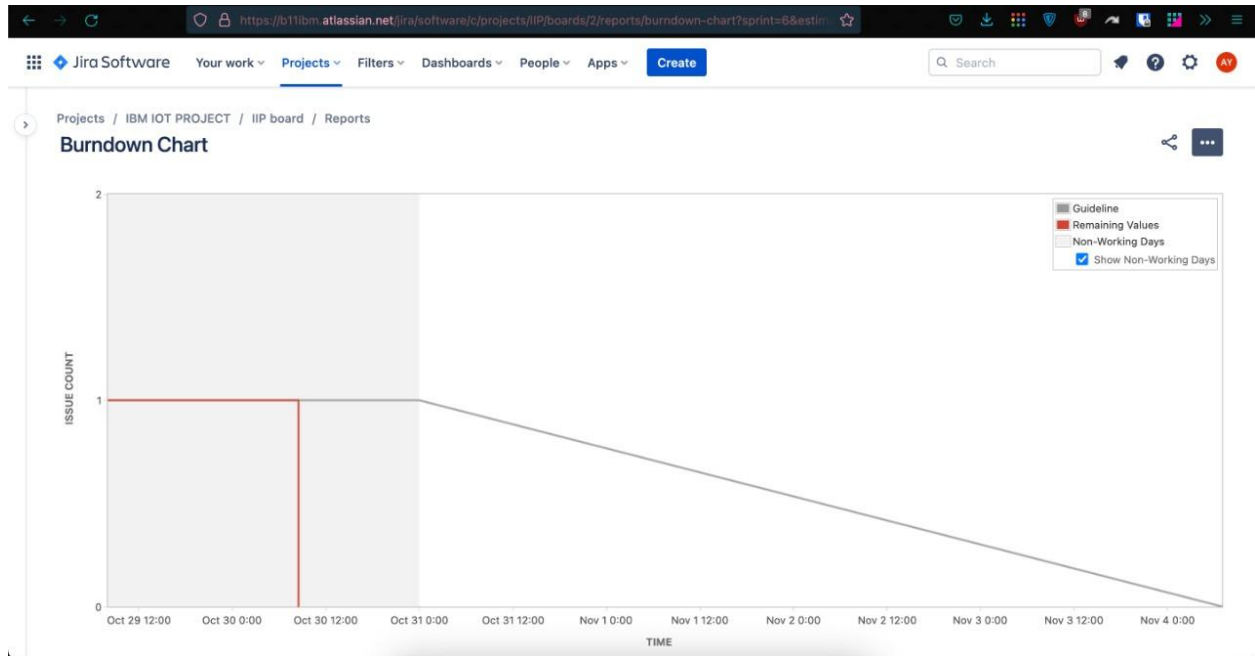 https://b11ibm.atlassian.net/jira/software/c/projects/IIP/boards/2/reports/burndown-chart?sprint=6&estim
Jira Software Your work Projects Filters Dashboards People Apps Create Search AY
Projects / IBM IOT PROJECT / IIP board / Reports
Burndown Chart
2
Guideline
Remaining Values
Non-Working Days
Show Non-Working Days
ISSUE COUNT
1
0
Oct 29 12:00 Oct 30 0:00 Oct 30 12:00 Oct 31 0:00 Oct 31 12:00 Nov 1 0:00 Nov 1 12:00 Nov 2 0:00 Nov 2 12:00 Nov 3 0:00 Nov 3 12:00 Nov 4 0:00
TIME